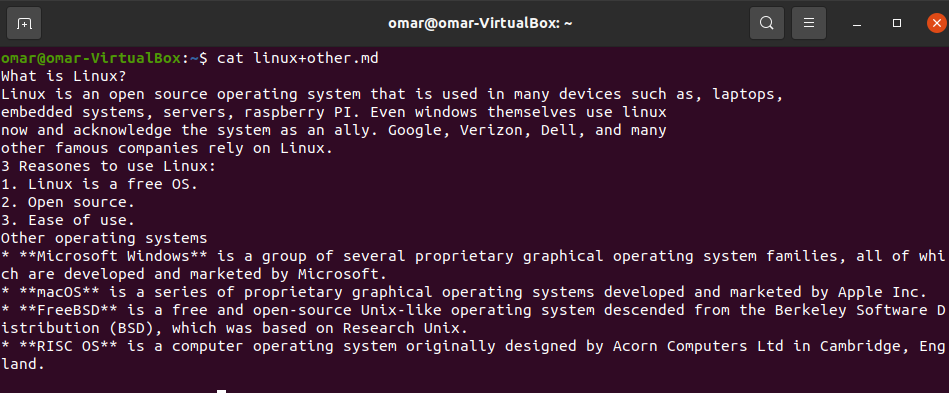 omar@omar-VirtualBox: ~
omar@omar-VirtualBox:~$ cat linux+other.md
What is Linux?
Linux is an open source operating system that is used in many devices such as, laptops,
embedded systems, servers, raspberry PI. Even windows themselves use linux
now and acknowledge the system as an ally. Google, Verizon, Dell, and many
other famous companies rely on Linux.
3 Reasones to use Linux:
1. Linux is a free OS.
2. Open source.
3. Ease of use.
Other operating systems
* **Microsoft Windows** is a group of several proprietary graphical operating system families, all of whi
ch are developed and marketed by Microsoft.
* **macOS** is a series of proprietary graphical operating systems developed and marketed by Apple Inc.
* **FreeBSD** is a free and open-source Unix-like operating system descended from the Berkeley Software D
istribution (BSD), which was based on Research Unix.
* **RISC OS** is a computer operating system originally designed by Acorn Computers Ltd in Cambridge, Eng
land.